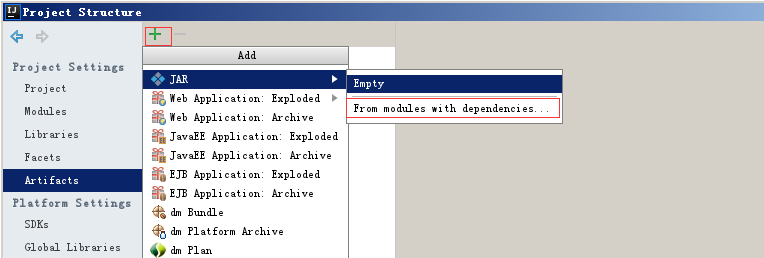 Project Structure
Add
Project Settings
Project
Modules
Libraries
Facets
Artifacts
Platform Settings
SDKs
Global Libraries
JAR
Web Application: Exploded
Web Application: Archive
JavaEE Application: Exploded
JavaEE Application: Archive
EJB Application: Exploded
EJB Application: Archive
dm Bundle
dm Platform Archive
dm Plan
Empty
From modules with dependencies...